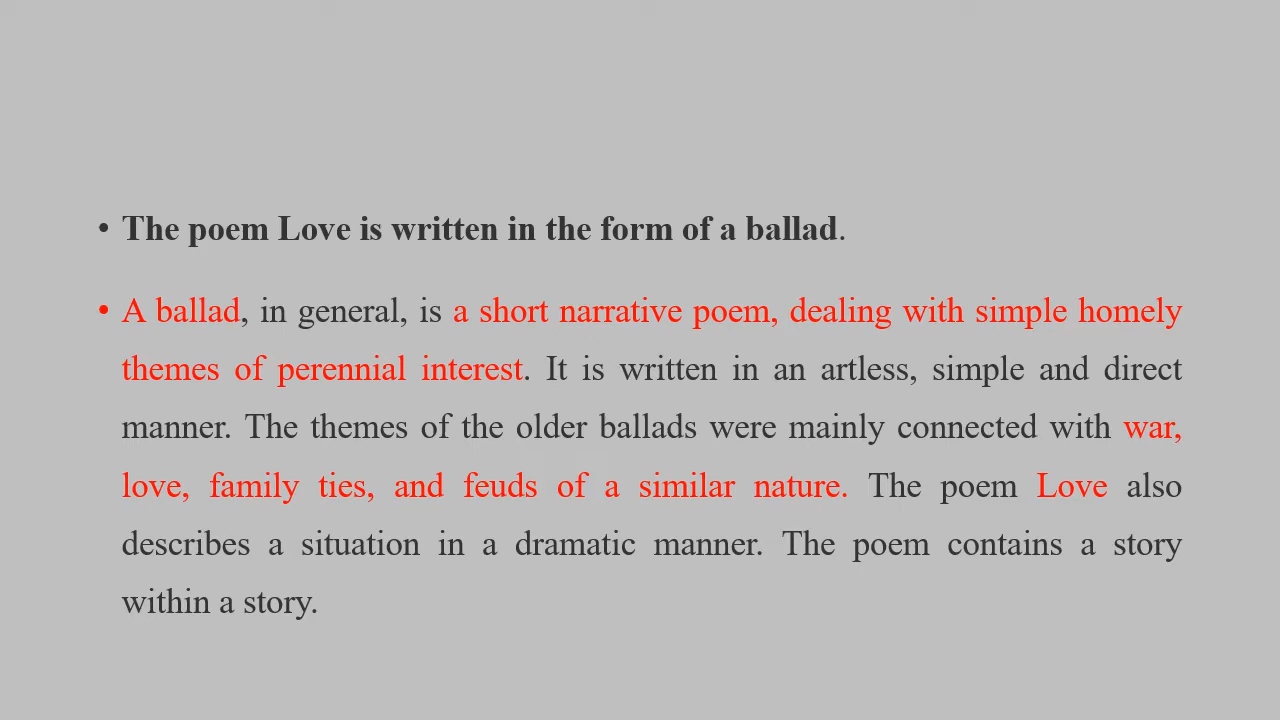 • The poem Love is written in the form of a ballad.
• A ballad, in general, is a short narrative poem, dealing with simple homely
themes of perennial interest. It is written in an artless, simple and direct
manner. The themes of the older ballads were mainly connected with war,
love, family ties, and feuds of a similar nature. The poem Love also
describes a situation in a dramatic manner. The poem contains a story
within a story.